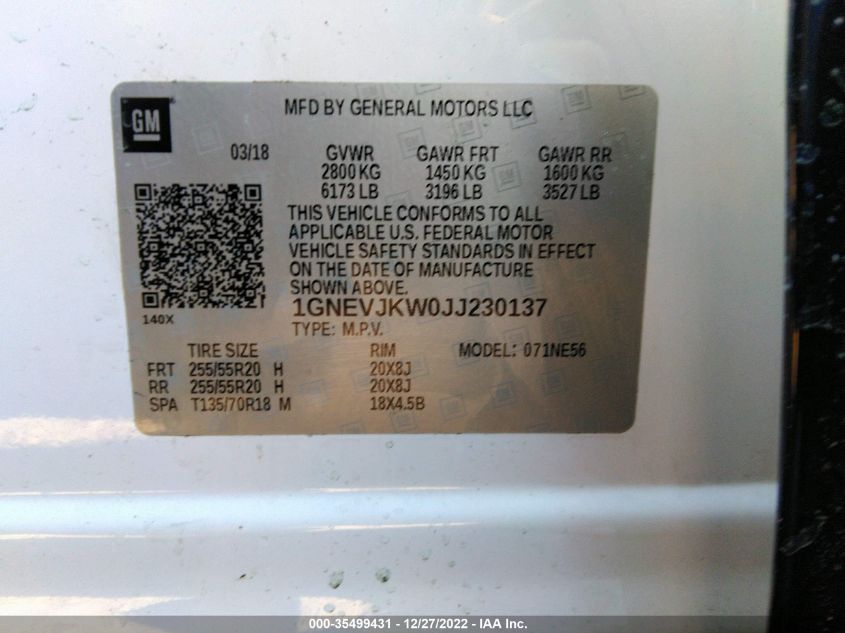 GM
MFD BY GENERAL MOTORS LLC
03/18 GVWR GAWR FRT GAWR RR
2800 KG 1450 KG 1600 KG
6173 LB 3196 LB 3527 LB
THIS VEHICLE CONFORMS TO ALL
APPLICABLE U.S. FEDERAL MOTOR
VEHICLE SAFETY STANDARDS IN EFFECT
ON THE DATE OF MANUFACTURE
SHOWN ABOVE.
140X
1GNEVJKW0JJ230137
TYPE: M.P.V.
TIRE SIZE RIM MODEL: 071NE56
FRT 255/55R20 H 20X8J
RR 255/55R20 H 20X8J
SPA T135/70R18 M 18X4.5B
000-35499431 - 12/27/2022 - IAA Inc.